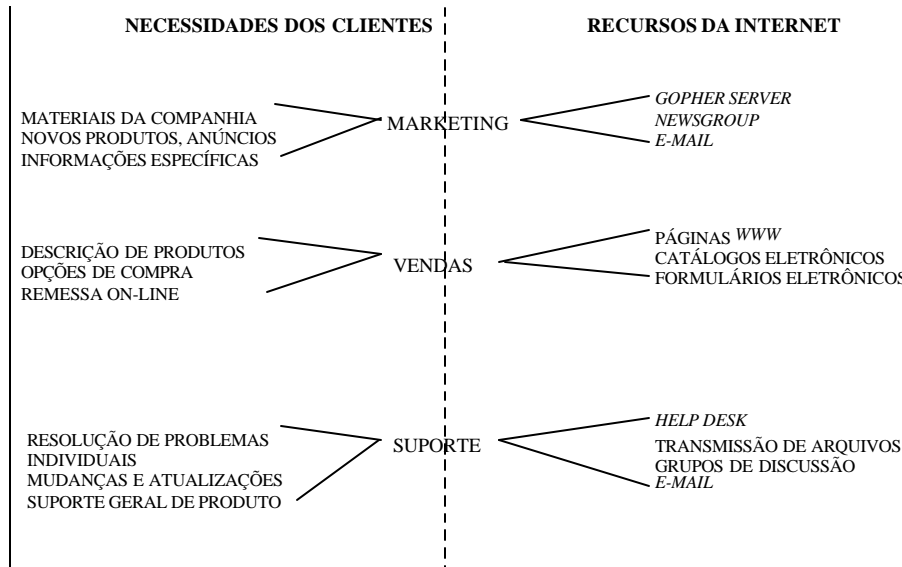 NECESSIDADES DOS CLIENTES
RECURSOS DA INTERNET
MATERIAIS DA COMPANHIA
NOVOS PRODUTOS, ANÚNCIOS
INFORMAÇÕES ESPECÍFICAS
MARKETING
GOPHER SERVER
NEWSGROUP
E-MAIL
DESCRIÇÃO DE PRODUTOS
OPÇÕES DE COMPRA
REMESSA ON-LINE
VENDAS
PÁGINAS WWW
CATÁLOGOS ELETRÔNICOS
FORMULÁRIOS ELETRÔNICOS
RESOLUÇÃO DE PROBLEMAS
INDIVIDUAIS
MUDANÇAS E ATUALIZAÇÕES
SUPORTE GERAL DE PRODUTO
SUPORTE
HELP DESK
TRANSMISSÃO DE ARQUIVOS
GRUPOS DE DISCUSSÃO
E-MAIL